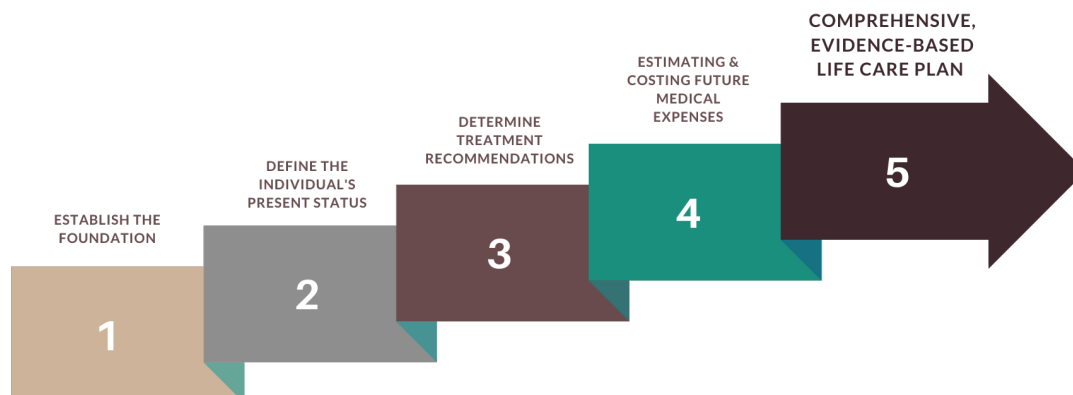 1
ESTABLISH THE
FOUNDATION
2
DEFINE THE
INDIVIDUAL'S
PRESENT STATUS
3
DETERMINE
TREATMENT
RECOMMENDATIONS
4
ESTIMATING &
COSTING FUTURE
MEDICAL
EXPENSES
5
COMPREHENSIVE,
EVIDENCE-BASED
LIFE CARE PLAN